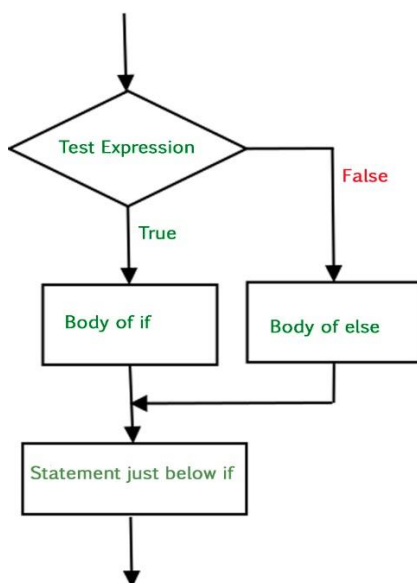 Test Expression
False
True
Body of if
Body of else
Statement just below if